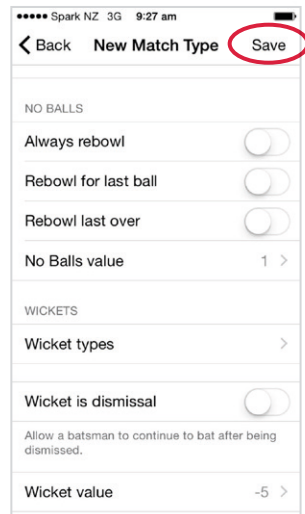 Spark NZ 3G 9:27 am
Back New Match Type Save
NO BALLS
Always rebowl
Rebowl for last ball
Rebowl last over
No Balls value 1
WICKETS
Wicket types
Wicket is dismissal
Allow a batsman to continue to bat after being
dismissed.
Wicket value -5